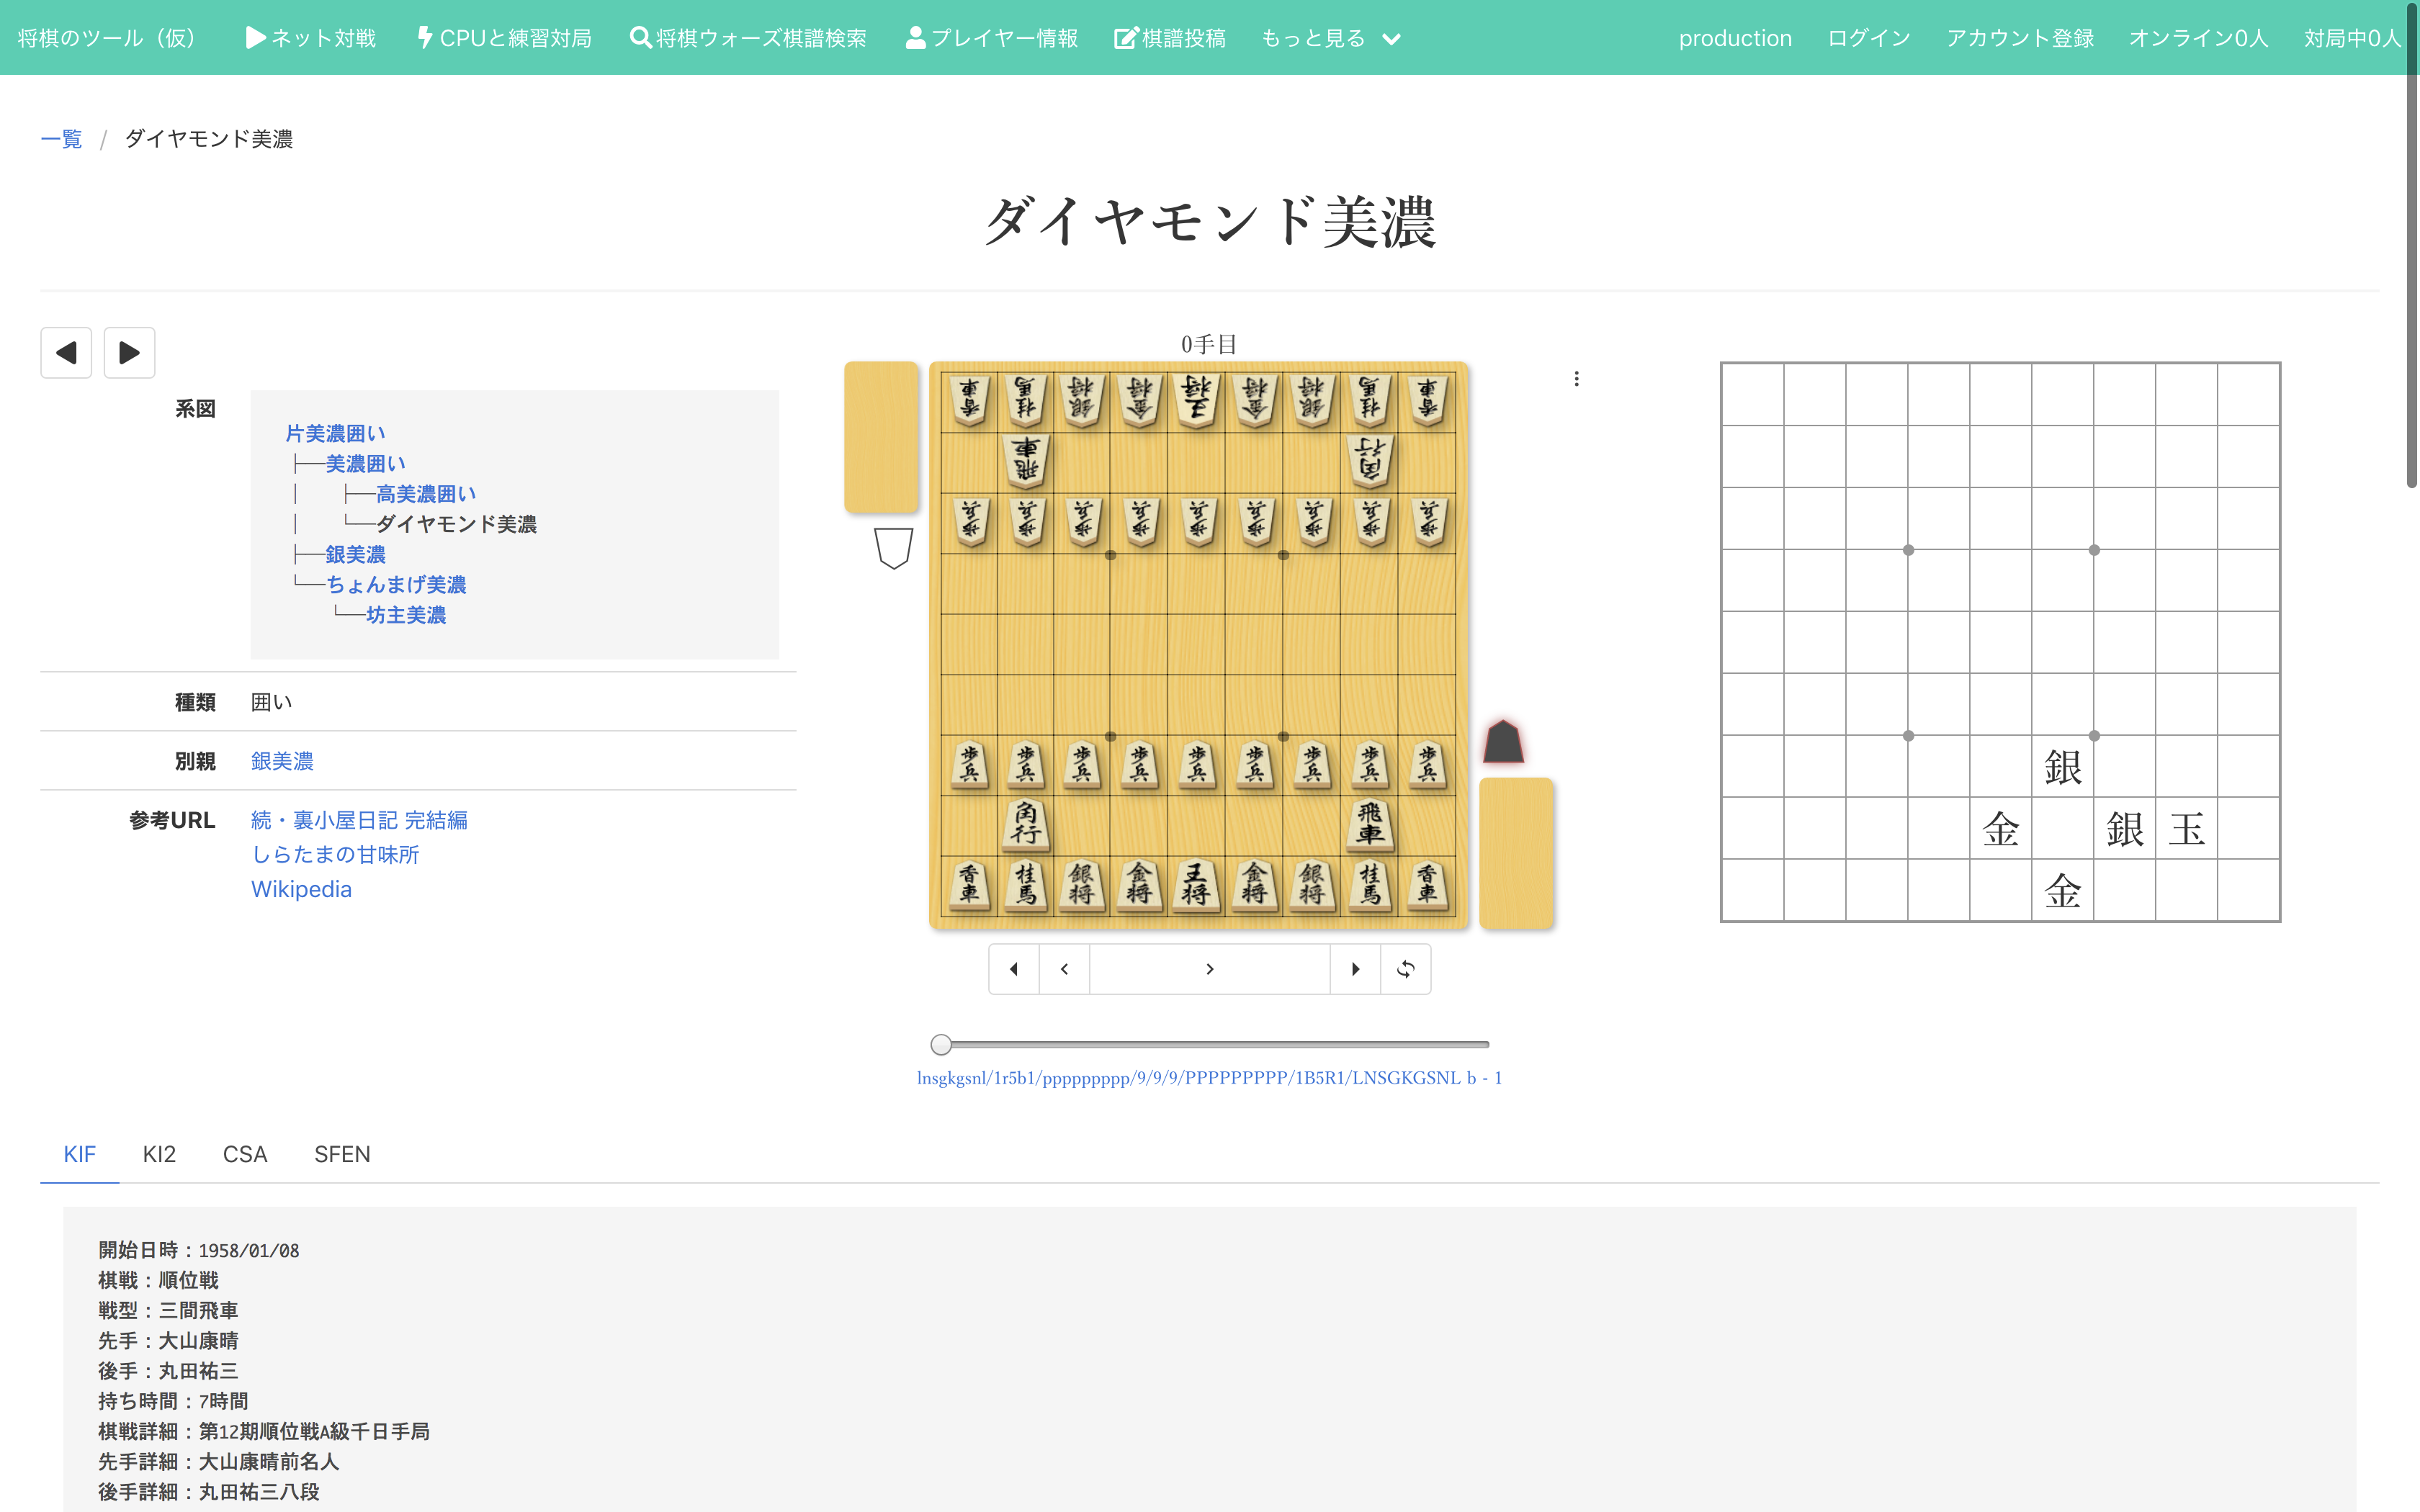 将棋のツール（仮） ネット対戦 CPUと練習対局 将棋ウォーズ棋譜検索 プレイヤー情報 棋譜投稿 もっと見る production ログイン アカウント登録 オンライン0人 対局中0人
一覧 / ダイヤモンド美濃
ダイヤモンド美濃
系図
片美濃囲い
├──美濃囲い
│ ├──高美濃囲い
│ └──ダイヤモンド美濃
├──銀美濃
└──ちょんまげ美濃
└──坊主美濃
種類 囲い
別親 銀美濃
参考URL 続・裏小屋日記 完結編
しらたまの甘味所
Wikipedia
0手目
香車 桂馬 銀将 金将 王将 金将 銀将 桂馬 香車
飛車 角行
歩兵 歩兵 歩兵 歩兵 歩兵 歩兵 歩兵 歩兵 歩兵
歩兵 歩兵 歩兵 歩兵 歩兵 歩兵 歩兵 歩兵 歩兵
角行 飛車
香車 桂馬 銀将 金将 王将 金将 銀将 桂馬 香車
lnsgkgsnl/1r5b1/ppppppppp/9/9/9/PPPPPPPPP/1B5R1/LNSGKGSNL b - 1
銀
金 銀 玉
金
KIF KI2 CSA SFEN
開始日時：1958/01/08
棋戦：順位戦
戦型：三間飛車
先手：大山康晴
後手：丸田祐三
持ち時間：7時間
棋戦詳細：第12期順位戦A級千日手局
先手詳細：大山康晴前名人
後手詳細：丸田祐三八段